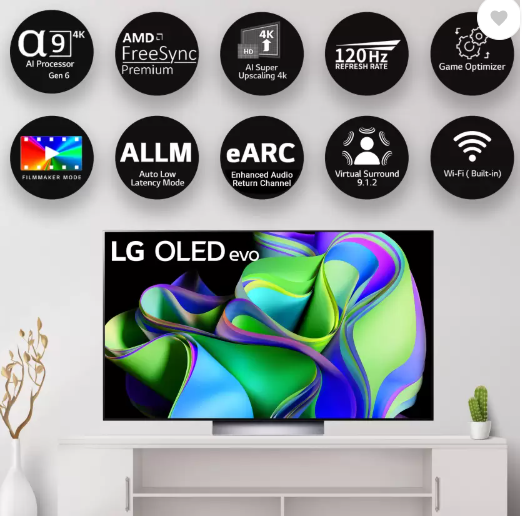 α9 4K
AI Processor
Gen 6
AMD
FreeSync
Premium
4K
HD
AI Super
Upscaling 4k
120Hz
REFRESH RATE
Game Optimizer
FILMMAKER MODE
ALLM
Auto Low
Latency Mode
eARC
Enhanced Audio
Return Channel
Virtual Surround
9.1.2
Wi-Fi ( Built-in)
LG OLED evo